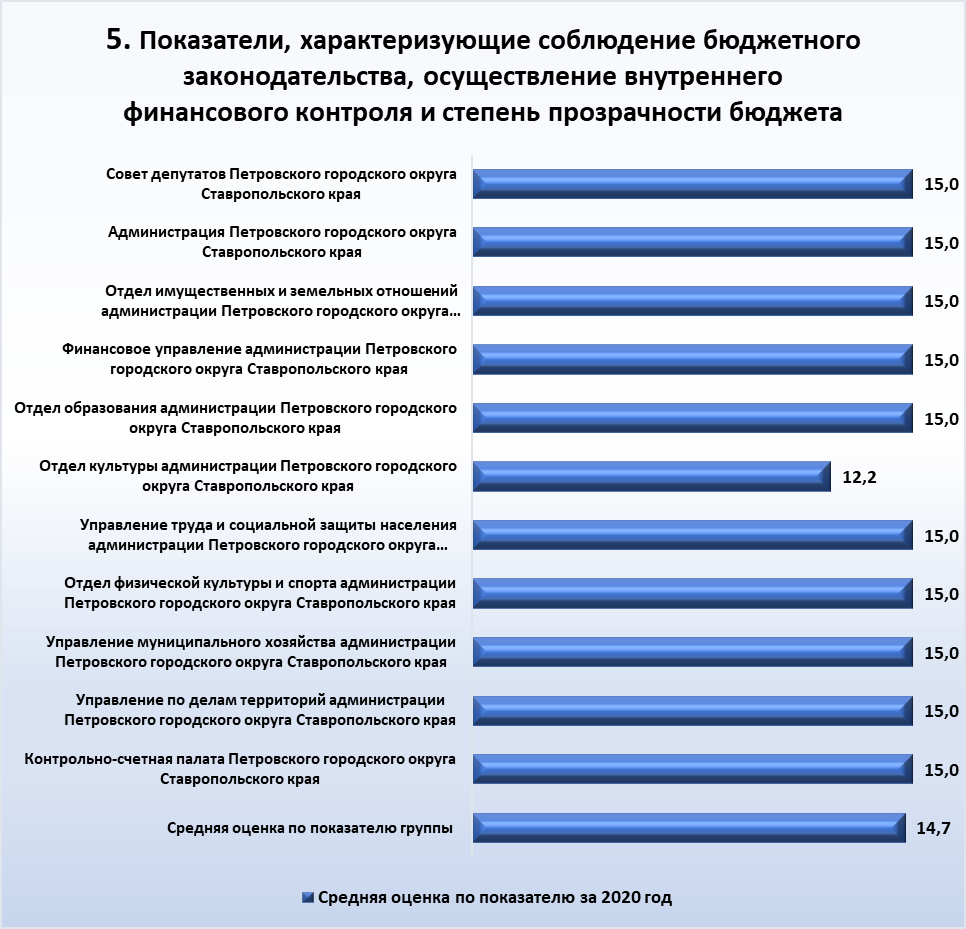 5. Показатели, характеризующие соблюдение бюджетного
законодательства, осуществление внутреннего
финансового контроля и степень прозрачности бюджета
Совет депутатов Петровского городского округа
Ставропольского края
15,0
Администрация Петровского городского округа
Ставропольского края
15,0
Отдел имущественных и земельных отношений
администрации Петровского городского округа...
15,0
Финансовое управление администрации Петровского
городского округа Ставропольского края
15,0
Отдел образования администрации Петровского городского
округа Ставропольского края
15,0
Отдел культуры администрации Петровского городского
округа Ставропольского края
12,2
Управление труда и социальной защиты населения
администрации Петровского городского округа...
15,0
Отдел физической культуры и спорта администрации
Петровского городского округа Ставропольского края
15,0
Управление муниципального хозяйства администрации
Петровского городского округа Ставропольского края
15,0
Управление по делам территорий администрации
Петровского городского округа Ставропольского края
15,0
Контрольно-счетная палата Петровского городского округа
Ставропольского края
15,0
Средняя оценка по показателю группы
14,7
Средняя оценка по показателю за 2020 год